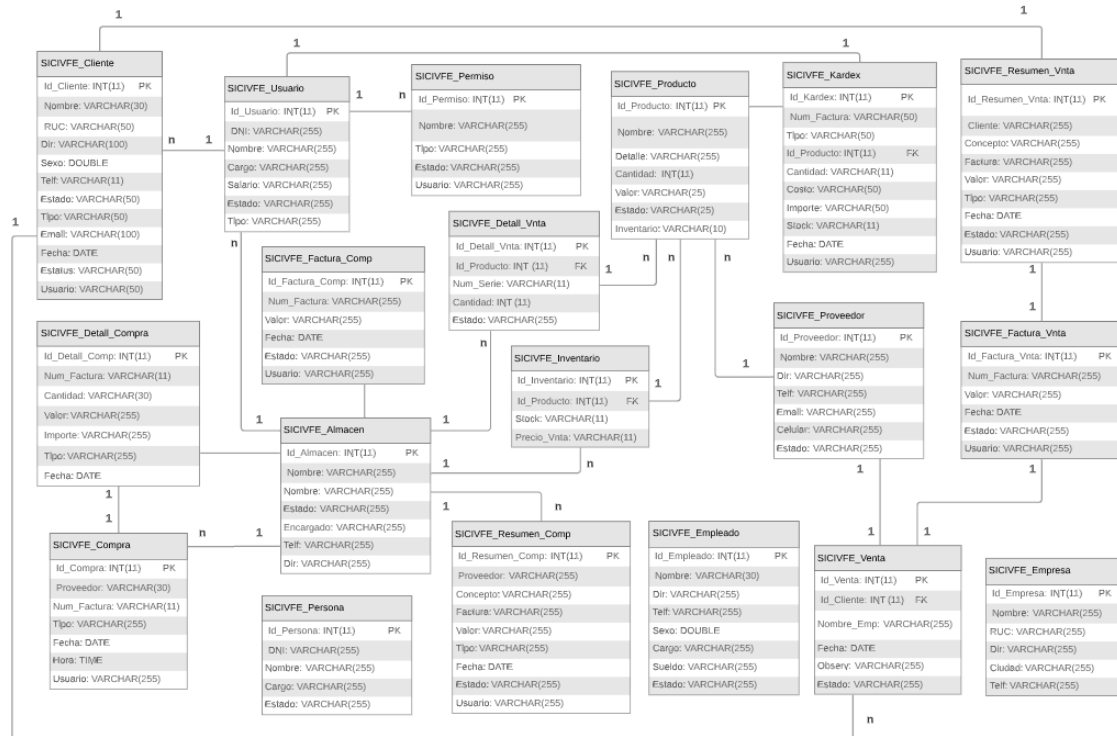 1
1
SICIVFE_Cliente
Id_Cliente: INT(11) PK
Nombre: VARCHAR(30)
RUC: VARCHAR(50)
Dir: VARCHAR(100)
Sexo: DOUBLE
Telf: VARCHAR(11)
Estado: VARCHAR(50)
Tipo: VARCHAR(50)
Email: VARCHAR(100)
Fecha: DATE
Estatus: VARCHAR(50)
Usuario: VARCHAR(50)
n
1
1
1
1
SICIVFE_Usuario
Id_Usuario: INT(11) PK
DNI: VARCHAR(255)
Nombre: VARCHAR(255)
Cargo: VARCHAR(255)
Salario: VARCHAR(255)
Estado: VARCHAR(255)
Tipo: VARCHAR(255)
n
1
n
SICIVFE_Permiso
Id_Permiso: INT(11) PK
Nombre: VARCHAR(255)
Tipo: VARCHAR(255)
Estado: VARCHAR(255)
Usuario: VARCHAR(255)
SICIVFE_Producto
Id_Producto: INT(11) PK
Nombre: VARCHAR(255)
Detalle: VARCHAR(255)
Cantidad: INT(11)
Valor: VARCHAR(25)
Estado: VARCHAR(25)
Inventario: VARCHAR(10)
n
n
n
SICIVFE_Kardex
Id_Kardex: INT(11) PK
Num_Factura: VARCHAR(50)
Tipo: VARCHAR(50)
Id_Producto: INT(11) FK
Cantidad: VARCHAR(11)
Costo: VARCHAR(50)
Importe: VARCHAR(50)
Stock: VARCHAR(11)
Fecha: DATE
Usuario: VARCHAR(255)
SICIVFE_Resumen_Vnta
Id_Resumen_Vnta: INT(11) PK
Cliente: VARCHAR(255)
Concepto: VARCHAR(255)
Factura: VARCHAR(255)
Valor: VARCHAR(255)
Tipo: VARCHAR(255)
Fecha: DATE
Estado: VARCHAR(255)
Usuario: VARCHAR(255)
1
1
SICIVFE_Detall_Vnta
Id_Detall_Vnta: INT(11) PK
Id_Producto: INT (11) FK
Num_Serie: VARCHAR(11)
Cantidad: INT (11)
Estado: VARCHAR(255)
1
n
SICIVFE_Factura_Comp
Id_Factura_Comp: INT(11) PK
Num_Factura: VARCHAR(255)
Valor: VARCHAR(255)
Fecha: DATE
Estado: VARCHAR(255)
Usuario: VARCHAR(255)
SICIVFE_Detall_Compra
Id_Detall_Comp: INT(11) PK
Num_Factura: VARCHAR(11)
Cantidad: VARCHAR(30)
Valor: VARCHAR(255)
Importe: VARCHAR(255)
Tipo: VARCHAR(255)
Fecha: DATE
1
1
SICIVFE_Inventario
Id_Inventario: INT(11) PK
Id_Producto: INT(11) FK
Stock: VARCHAR(11)
Precio_Vnta: VARCHAR(11)
1
n
SICIVFE_Proveedor
Id_Proveedor: INT(11) PK
Nombre: VARCHAR(255)
Dir: VARCHAR(255)
Telf: VARCHAR(255)
Email: VARCHAR(255)
Celular: VARCHAR(255)
Estado: VARCHAR(255)
1
1
1
SICIVFE_Factura_Vnta
Id_Factura_Vnta: INT(11) PK
Num_Factura: VARCHAR(255)
Valor: VARCHAR(255)
Fecha: DATE
Estado: VARCHAR(255)
Usuario: VARCHAR(255)
1
1
SICIVFE_Almacen
Id_Almacen: INT(11) PK
Nombre: VARCHAR(255)
Nombre: VARCHAR(255)
Estado: VARCHAR(255)
Encargado: VARCHAR(255)
Telf: VARCHAR(255)
Dir: VARCHAR(255)
1
1
1
1
n
1
n
SICIVFE_Compra
Id_Compra: INT(11) PK
Proveedor: VARCHAR(30)
Num_Factura: VARCHAR(11)
Tipo: VARCHAR(255)
Fecha: DATE
Hora: TIME
Usuario: VARCHAR(255)
SICIVFE_Persona
Id_Persona: INT(11) PK
DNI: VARCHAR(255)
Nombre: VARCHAR(255)
Cargo: VARCHAR(255)
Estado: VARCHAR(255)
SICIVFE_Resumen_Comp
Id_Resumen_Comp: INT(11) PK
Proveedor: VARCHAR(255)
Concepto: VARCHAR(255)
Factura: VARCHAR(255)
Valor: VARCHAR(255)
Tipo: VARCHAR(255)
Fecha: DATE
Estado: VARCHAR(255)
Usuario: VARCHAR(255)
SICIVFE_Empleado
Id_Empleado: INT(11) PK
Nombre: VARCHAR(30)
Dir: VARCHAR(255)
Telf: VARCHAR(255)
Sexo: DOUBLE
Cargo: VARCHAR(255)
Sueldo: VARCHAR(255)
Estado: VARCHAR(255)
SICIVFE_Venta
Id_Venta: INT(11) PK
Id_Cliente: INT (11) FK
Nombre_Emp: VARCHAR(255)
Fecha: DATE
Observ: VARCHAR(255)
Estado: VARCHAR(255)
n
SICIVFE_Empresa
Id_Empresa: INT(11) PK
Nombre: VARCHAR(255)
RUC: VARCHAR(255)
Dir: VARCHAR(255)
Ciudad: VARCHAR(255)
Telf: VARCHAR(255)